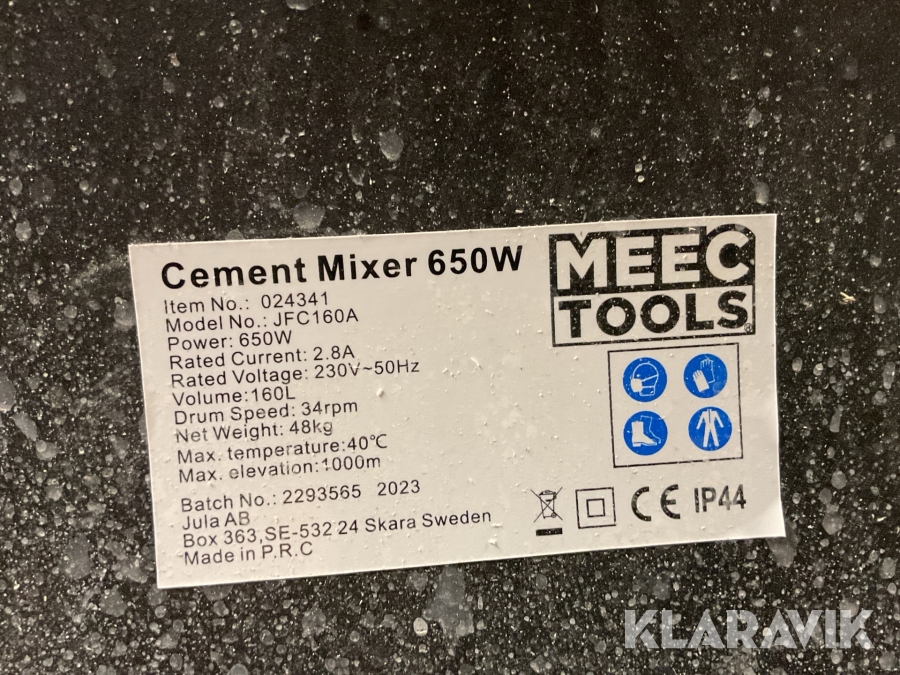 Cement Mixer 650W
Item No.: 024341
Model No.: JFC160A
Power: 650W
Rated Current: 2.8A
Rated Voltage: 230V~50Hz
Volume:160L
Drum Speed: 34rpm
Net Weight: 48kg
Max. temperature:40℃
Max. elevation:1000m
Batch No.: 2293565 2023
Jula AB
Box 363,SE-532 24 Skara Sweden
Made in P.R.C
MEEC
TOOLS
CE IP44
KLARAVIK